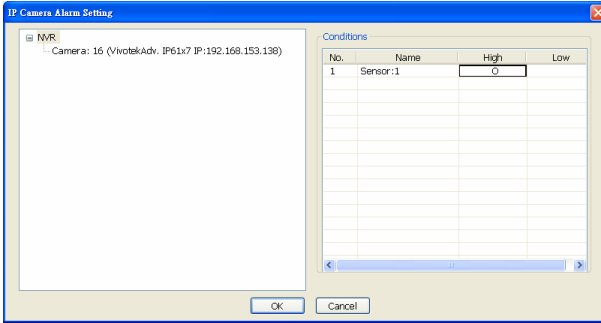 IP Camera Alarm Setting
NVR
Camera: 16 (VivotekAdv. IP61x7 IP:192.168.153.138)
Conditions
No. Name High Low
1 Sensor:1 O
OK Cancel